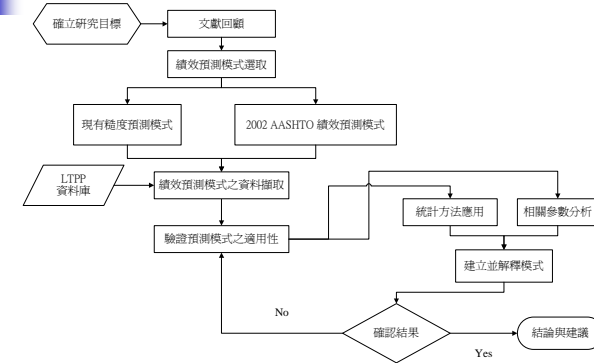 確立研究目標
文獻回顧
績效預測模式選取
現有糙度預測模式
2002 AASHTO 績效預測模式
LTPP
資料庫
績效預測模式之資料擷取
統計方法應用
相關參數分析
驗證預測模式之適用性
建立並解釋模式
No
確認結果
結論與建議
Yes